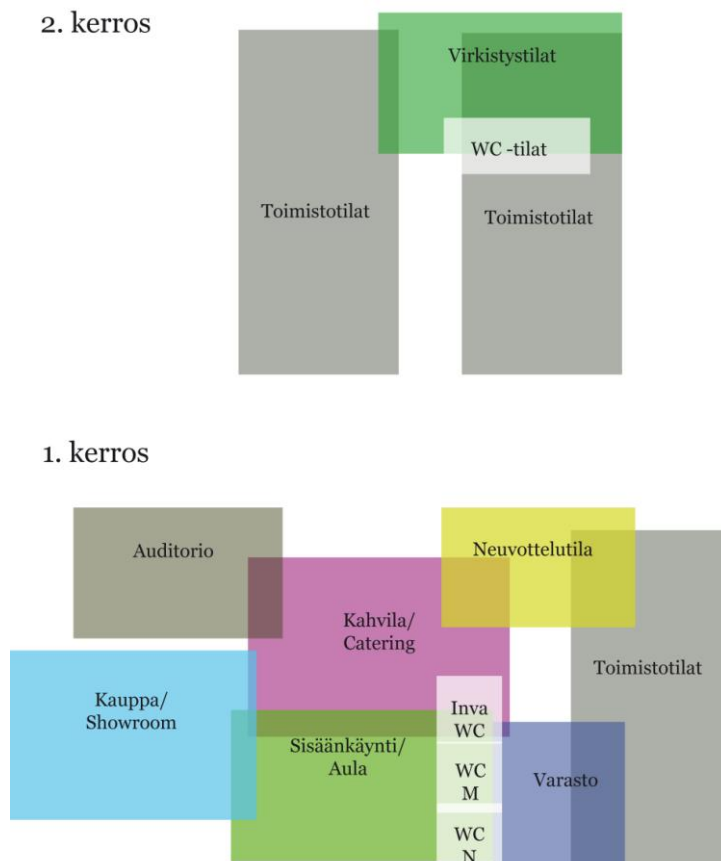 2. kerros
Virkistystilat
WC -tilat
Toimistotilat
Toimistotilat
1. kerros
Auditorio
Neuvottelutila
Kahvila/
Catering
Toimistotilat
Kauppa/
Showroom
Inva
WC
Sisäänkäynti/
Aula
WC
M
Varasto
WC
N